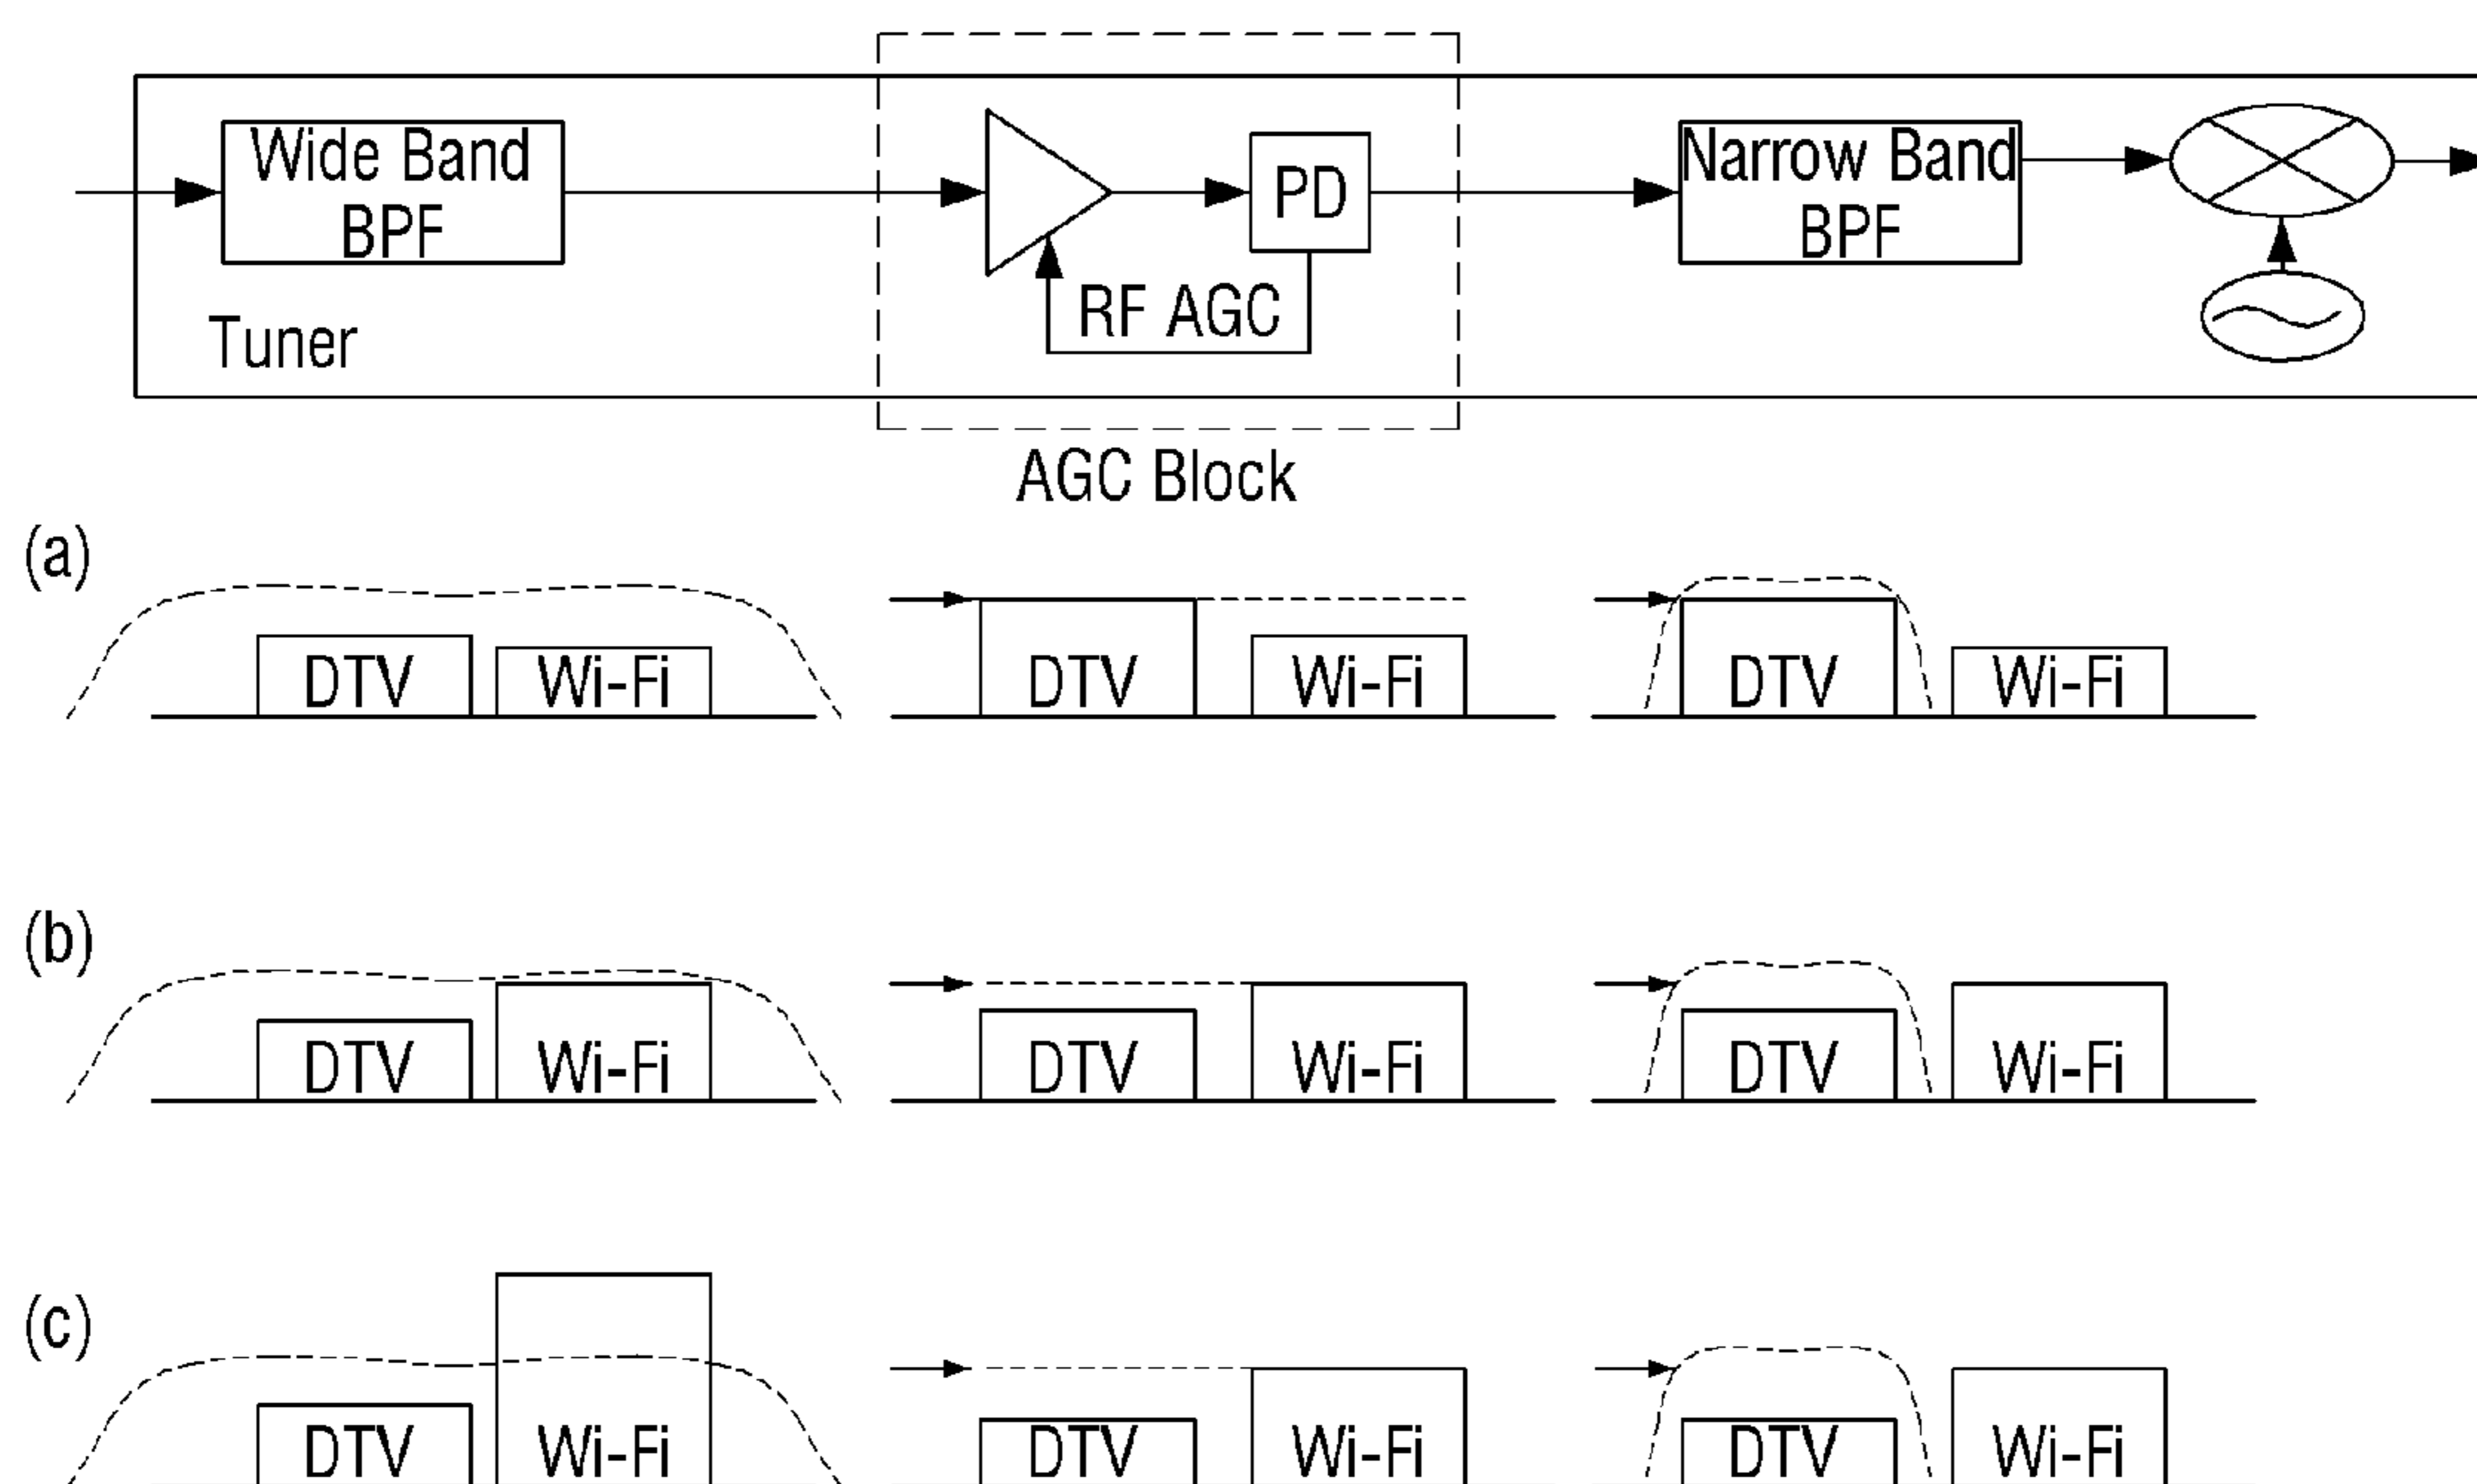 Wide Band
BPF
PD
RF AGC
Narrow Band
BPF
Tuner
AGC Block
(a)
DTV Wi-Fi DTV Wi-Fi DTV Wi-Fi
(b)
DTV Wi-Fi DTV Wi-Fi DTV Wi-Fi
(c)
DTV Wi-Fi DTV Wi-Fi DTV Wi-Fi